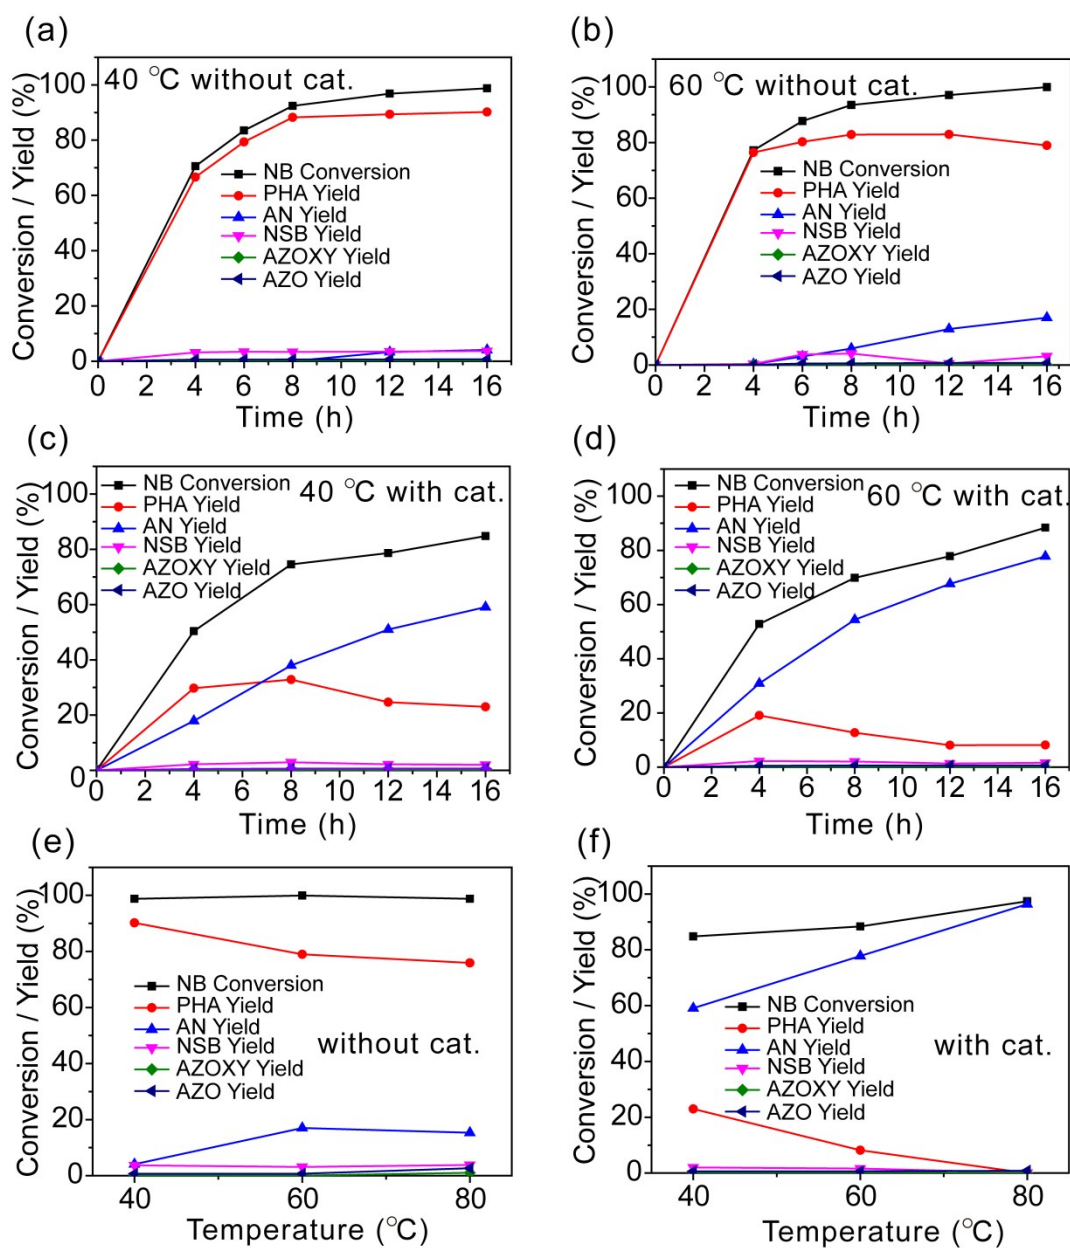 (a)
40 °C without cat.
Conversion / Yield (%)
100
80
60
40
20
0
NB Conversion
PHA Yield
AN Yield
NSB Yield
AZOXY Yield
AZO Yield
0 2 4 6 8 10 12 14 16
Time (h)
(b)
60 °C without cat.
Conversion / Yield (%)
100
80
60
40
20
0
NB Conversion
PHA Yield
AN Yield
NSB Yield
AZOXY Yield
AZO Yield
0 2 4 6 8 10 12 14 16
Time (h)
(c)
40 °C with cat.
Conversion / Yield (%)
100
80
60
40
20
0
NB Conversion
PHA Yield
AN Yield
NSB Yield
AZOXY Yield
AZO Yield
0 2 4 6 8 10 12 14 16
Time (h)
(d)
60 °C with cat.
Conversion / Yield (%)
100
80
60
40
20
0
NB Conversion
PHA Yield
AN Yield
NSB Yield
AZOXY Yield
AZO Yield
0 2 4 6 8 10 12 14 16
Time (h)
(e)
Conversion / Yield (%)
100
80
60
40
20
0
NB Conversion
PHA Yield
AN Yield
NSB Yield
AZOXY Yield
AZO Yield
without cat.
40 60 80
Temperature (°C)
(f)
Conversion / Yield (%)
100
80
60
40
20
0
NB Conversion
PHA Yield
AN Yield
NSB Yield
AZOXY Yield
AZO Yield
with cat.
40 60 80
Temperature (°C)